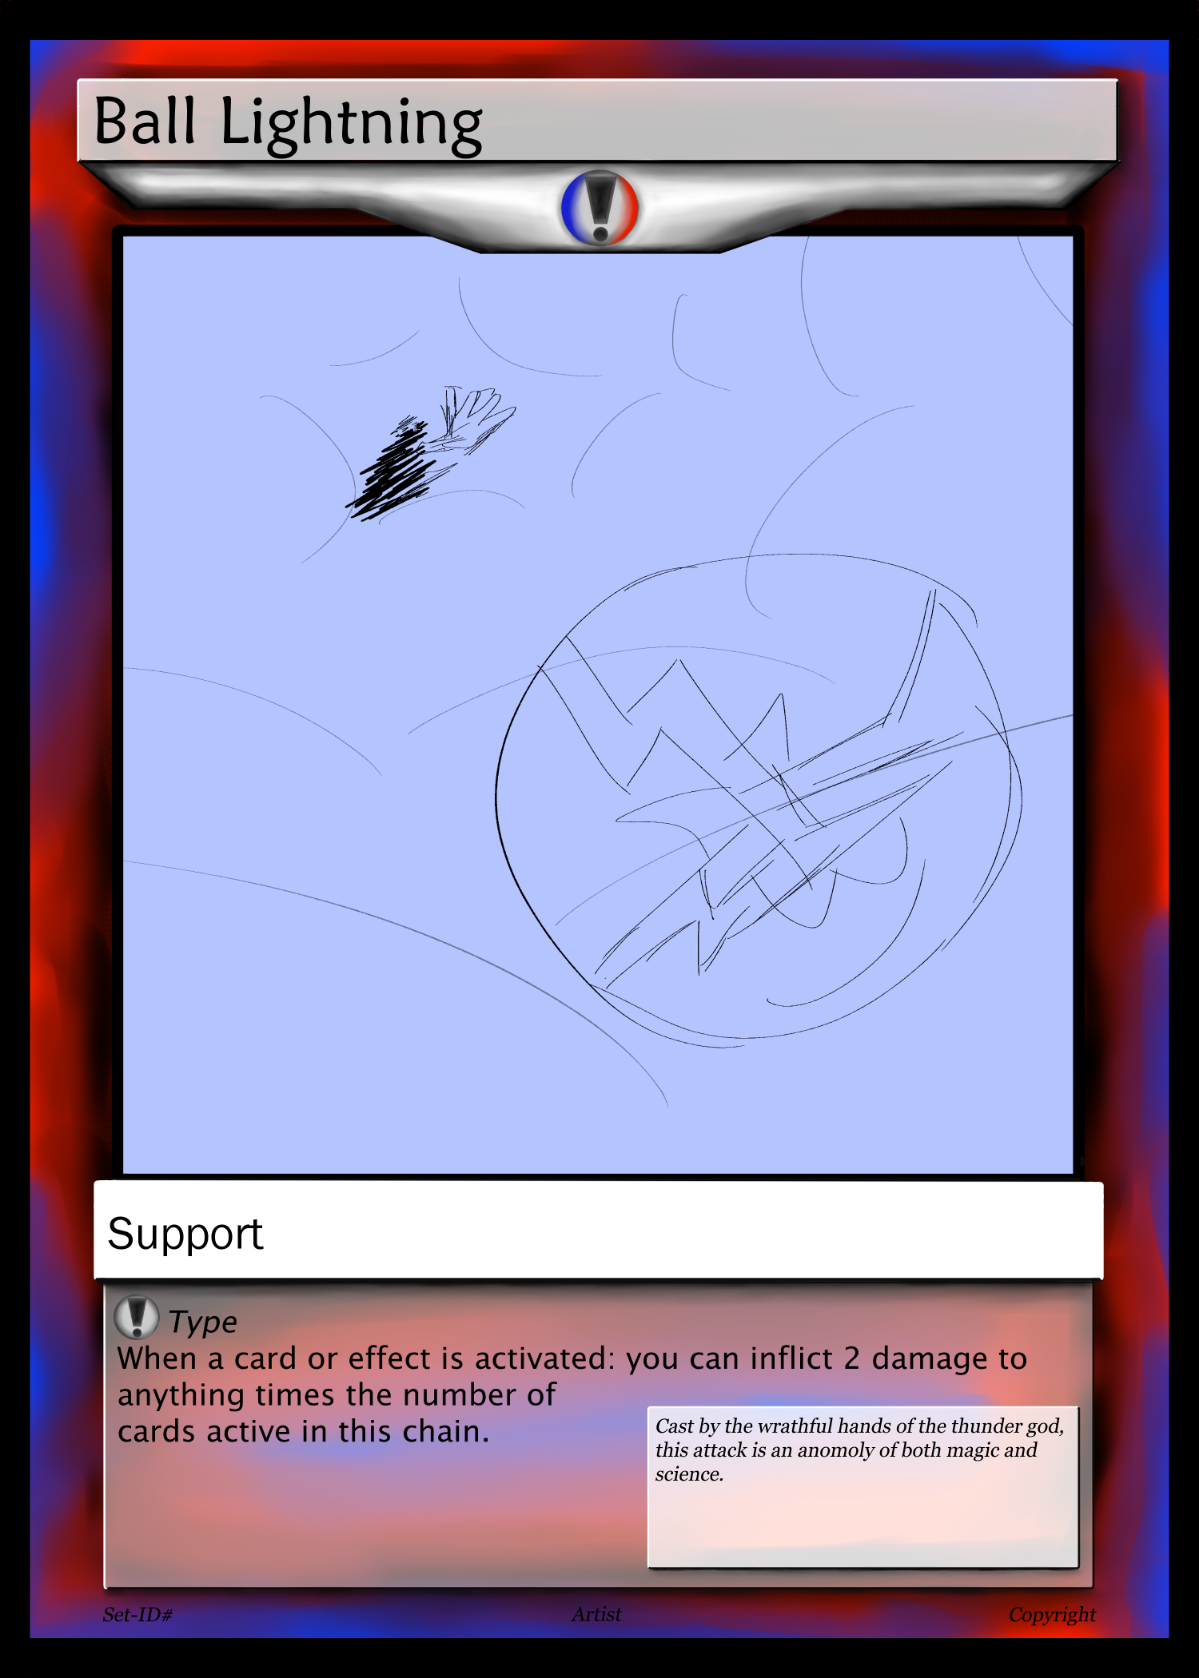 Ball Lightning
Support
Type
When a card or effect is activated: you can inflict 2 damage to
anything times the number of
cards active in this chain.
Cast by the wrathful hands of the thunder god,
this attack is an anomoly of both magic and
science.
Set-ID#
Artist
Copyright